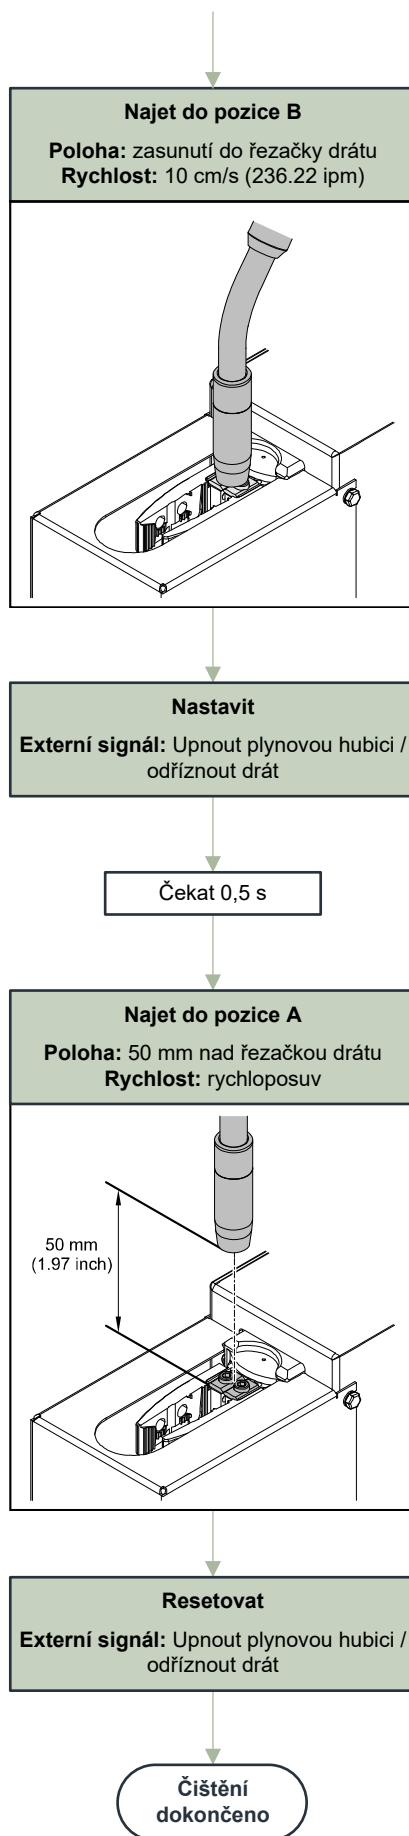 Najet do pozice B
Poloha: zasunutí do řezačky drátu
Rychlost: 10 cm/s (236.22 ipm)
Nastavit
Externí signál: Upnout plynovou hubici /
odříznout drát
Čekat 0,5 s
Najet do pozice A
Poloha: 50 mm nad řezačkou drátu
Rychlost: rychloposuv
50 mm
(1.97 inch)
Resetovat
Externí signál: Upnout plynovou hubici /
odříznout drát
Čištění
dokončeno